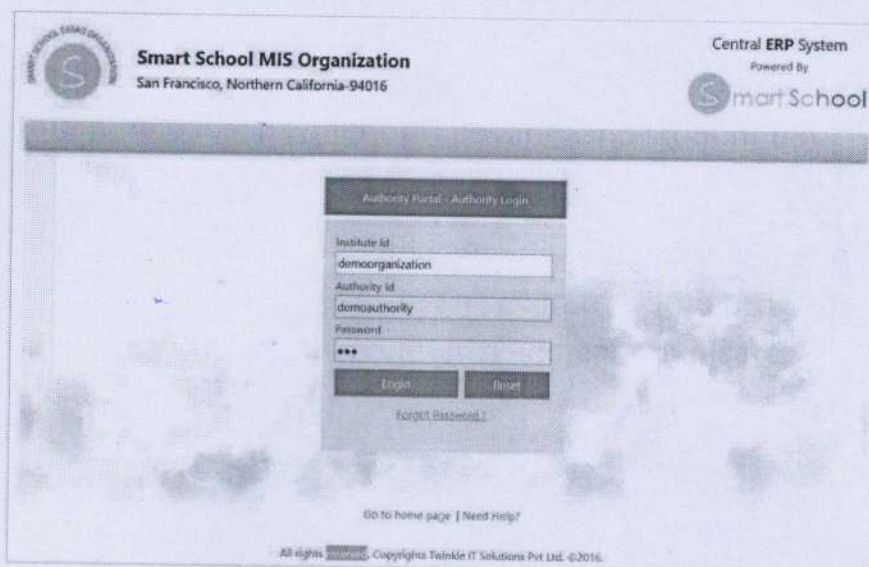 Smart School MIS Organization
San Francisco, Northern California-94016
Central ERP System
Powered By
Smart School
Authority Portal - Authority Login
Institute Id
demoorganization
Authority Id
demoauthority
Password
•••
Login
Reset
Forgot Password !
Go to home page | Need Help?
All rights reserved. Copyrights Twinkle IT Solutions Pvt Ltd. ©2016.